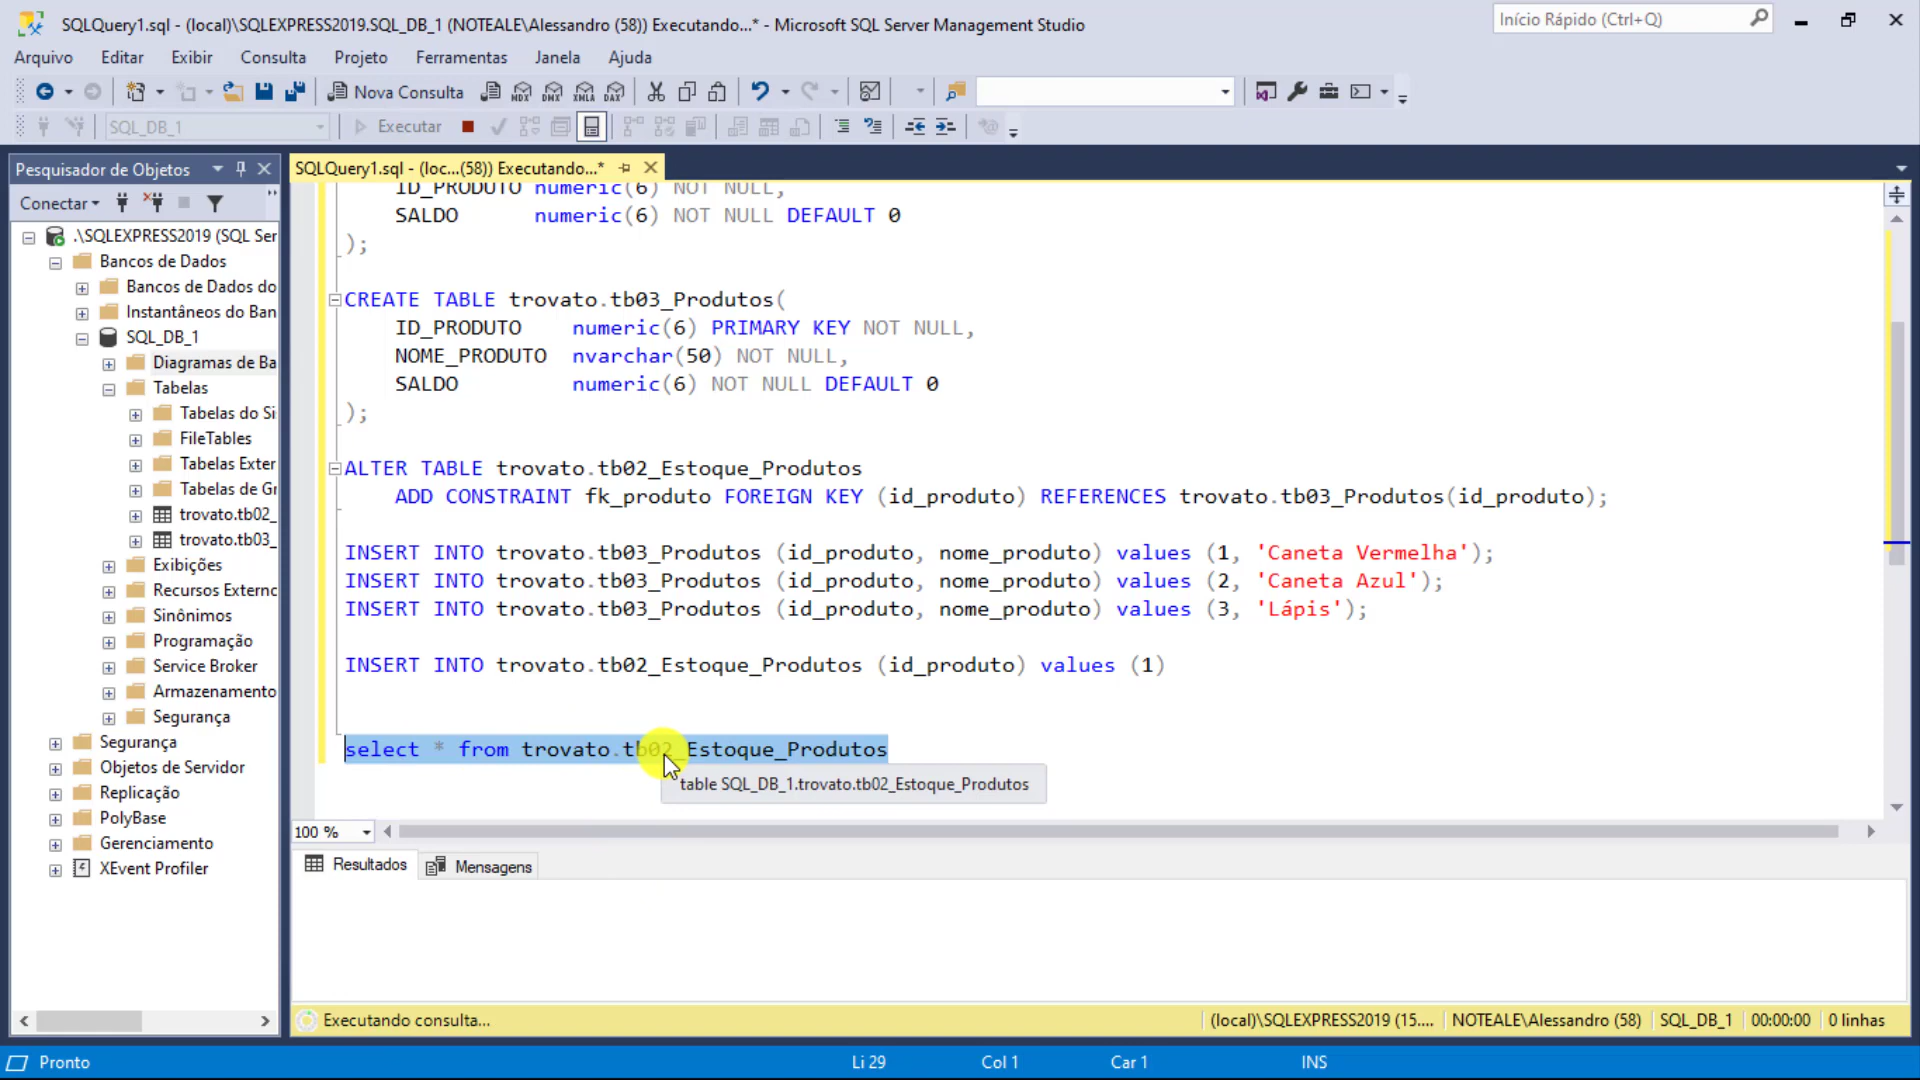 SQLQuery1.sql - (local)\SQLEXPRESS2019.SQL_DB_1 (NOTEALE\Alessandro (58)) Executando...* - Microsoft SQL Server Management Studio
Início Rápido (Ctrl+Q)
Arquivo Editar Exibir Consulta Projeto Ferramentas Janela Ajuda
Nova Consulta MDX DMX XMLA DAX
SQL_DB_1 Executar
Pesquisador de Objetos
SQLQuery1.sql - (loc...(58)) Executando...*
Conectar
.\SQLEXPRESS2019 (SQL Ser
Bancos de Dados
Bancos de Dados do
Instantâneos do Ban
SQL_DB_1
Diagramas de Ba
Tabelas
Tabelas do Si
FileTables
Tabelas Exter
Tabelas de Gr
trovato.tb02_
trovato.tb03_
Exibições
Recursos Externo
Sinônimos
Programação
Service Broker
Armazenamento
Segurança
Segurança
Objetos de Servidor
Replicação
PolyBase
Gerenciamento
XEvent Profiler
ID_PRODUTO numeric(6) NOT NULL,
SALDO numeric(6) NOT NULL DEFAULT 0
);
CREATE TABLE trovato.tb03_Produtos(
ID_PRODUTO numeric(6) PRIMARY KEY NOT NULL,
NOME_PRODUTO nvarchar(50) NOT NULL,
SALDO numeric(6) NOT NULL DEFAULT 0
);
ALTER TABLE trovato.tb02_Estoque_Produtos
ADD CONSTRAINT fk_produto FOREIGN KEY (id_produto) REFERENCES trovato.tb03_Produtos(id_produto);
INSERT INTO trovato.tb03_Produtos (id_produto, nome_produto) values (1, 'Caneta Vermelha');
INSERT INTO trovato.tb03_Produtos (id_produto, nome_produto) values (2, 'Caneta Azul');
INSERT INTO trovato.tb03_Produtos (id_produto, nome_produto) values (3, 'Lápis');
INSERT INTO trovato.tb02_Estoque_Produtos (id_produto) values (1)
select * from trovato.tb02_Estoque_Produtos
table SQL_DB_1.trovato.tb02_Estoque_Produtos
100 %
Resultados Mensagens
Executando consulta... (local)\SQLEXPRESS2019 (15.... NOTEALE\Alessandro (58) SQL_DB_1 00:00:00 0 linhas
Pronto Li 29 Col 1 Car 1 INS